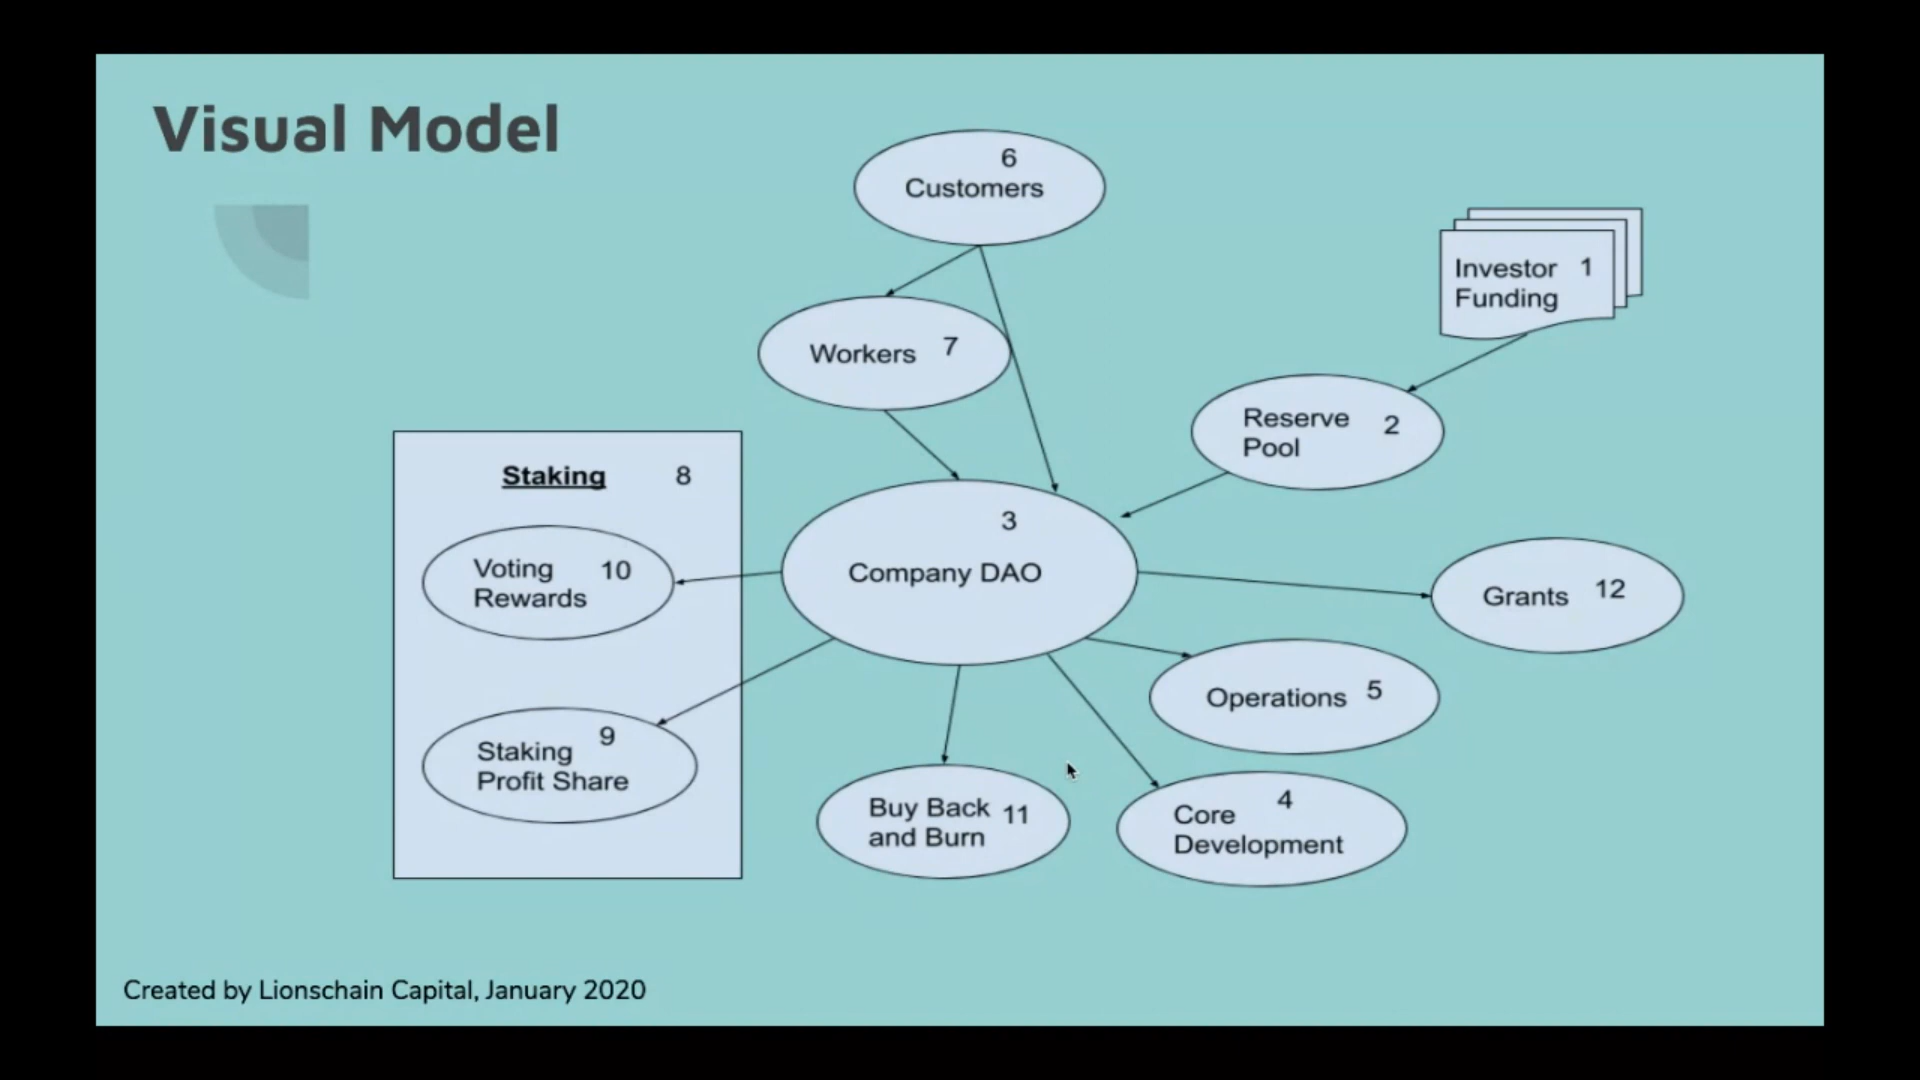 Visual Model
6
Customers
Investor 1
Funding
Workers 7
Reserve 2
Pool
Staking 8
3
Company DAO
Voting 10
Rewards
Grants 12
Operations 5
9
Staking
Profit Share
Buy Back 11
and Burn
4
Core
Development
Created by Lionschain Capital, January 2020